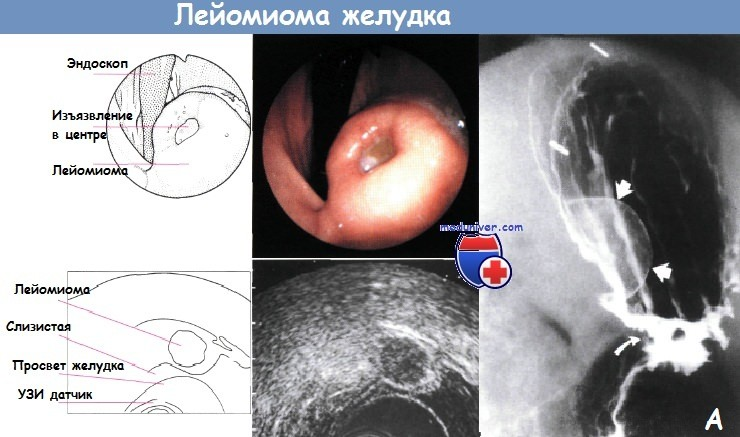 Лейомиома желудка
Эндоскоп
Изъязвление
в центре
Лейомиома
meduniver.com
Лейомиома
Слизистая
Просвет желудка
УЗИ датчик
А